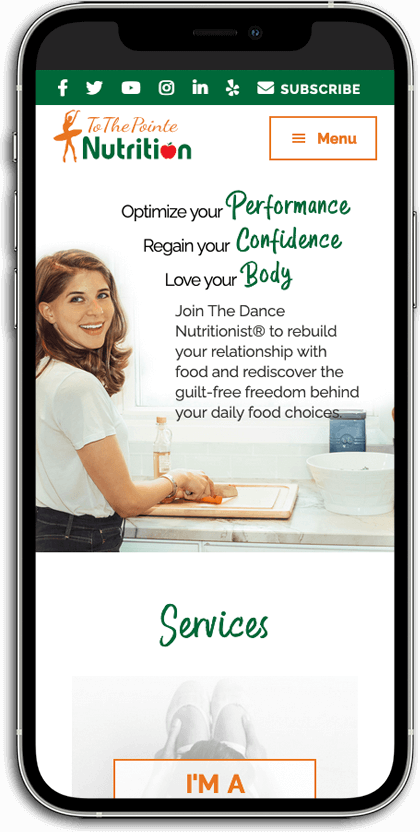 SUBSCRIBE
To The Pointe
Nutrition
Menu
Optimize your Performance
Regain your Confidence
Love your Body
Join The Dance
Nutritionist® to rebuild
your relationship with
food and rediscover the
guilt-free freedom behind
your daily food choices.
Services
I'M A